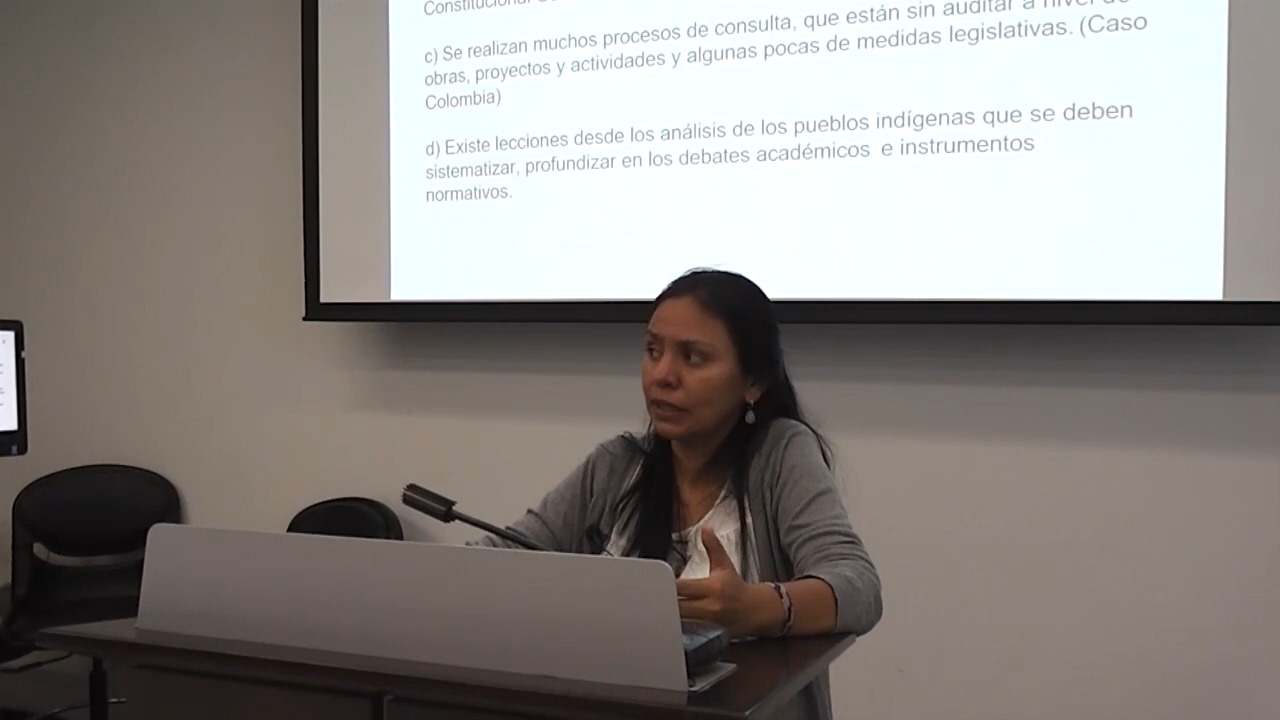 Constitucional
c) Se realizan muchos procesos de consulta, que están sin auditar a nivel de
obras, proyectos y actividades y algunas pocas de medidas legislativas. (Caso
Colombia)
d) Existe lecciones desde los análisis de los pueblos indígenas que se deben
sistematizar, profundizar en los debates académicos e instrumentos
normativos.